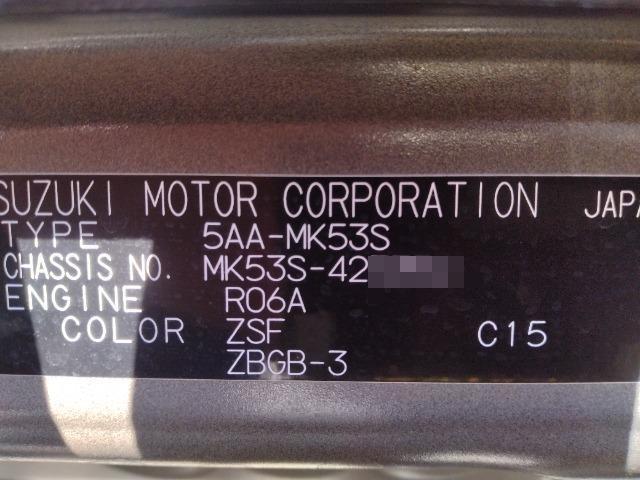 SUZUKI MOTOR CORPORATION JAPA
TYPE 5AA-MK53S
CHASSIS NO. MK53S-42
ENGINE R06A
COLOR ZSF C15
ZBGB-3